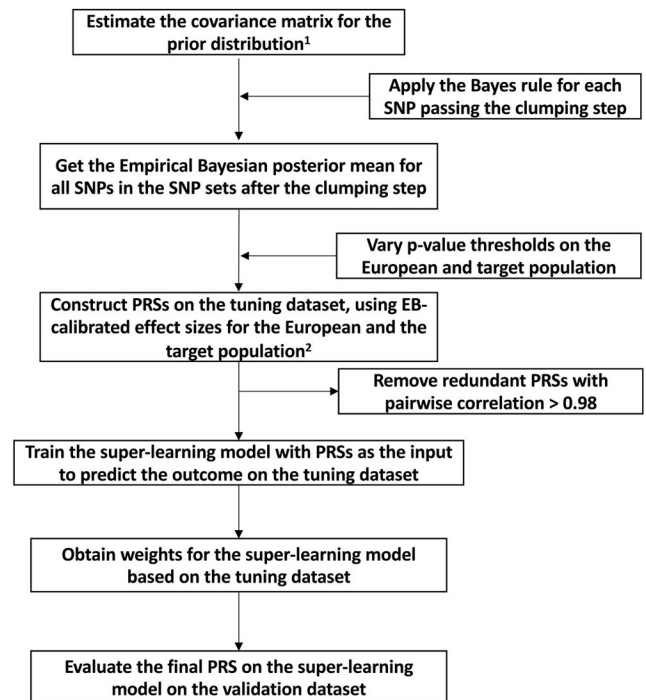 Estimate the covariance matrix for the
prior distribution¹
Apply the Bayes rule for each
SNP passing the clumping step
Get the Empirical Bayesian posterior mean for
all SNPs in the SNP sets after the clumping step
Vary p-value thresholds on the
European and target population
Construct PRSs on the tuning dataset, using EB-
calibrated effect sizes for the European and the
target population²
Remove redundant PRSs with
pairwise correlation > 0.98
Train the super-learning model with PRSs as the input
to predict the outcome on the tuning dataset
Obtain weights for the super-learning model
based on the tuning dataset
Evaluate the final PRS on the super-learning
model on the validation dataset